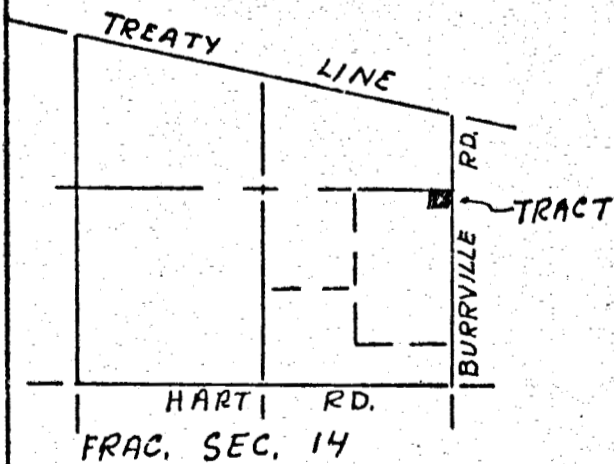 TREATY LINE
RD.
TRACT
BURRVILLE
HART RD.
FRAC. SEC. 14